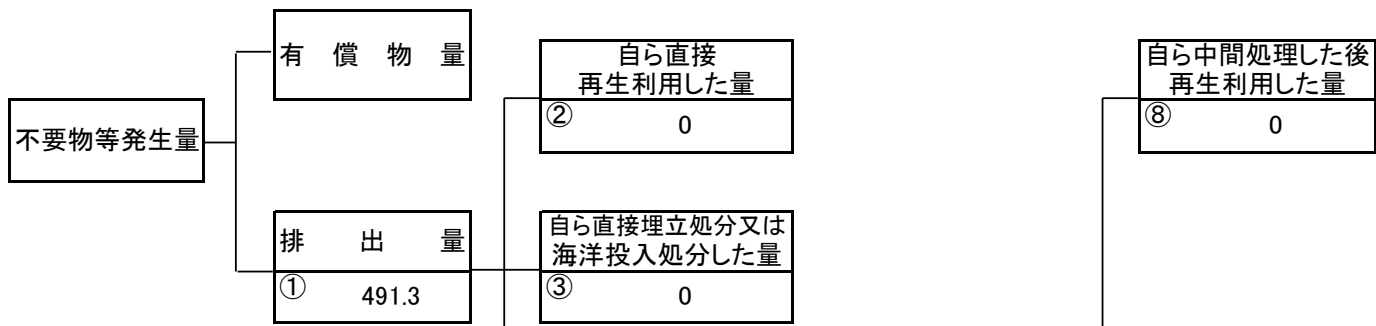 有償物量
自ら直接
再生利用した量
② 0
自ら中間処理した後
再生利用した量
⑧ 0
不要物等発生量
排出量
① 491.3
自ら直接埋立処分又は
海洋投入処分した量
③ 0